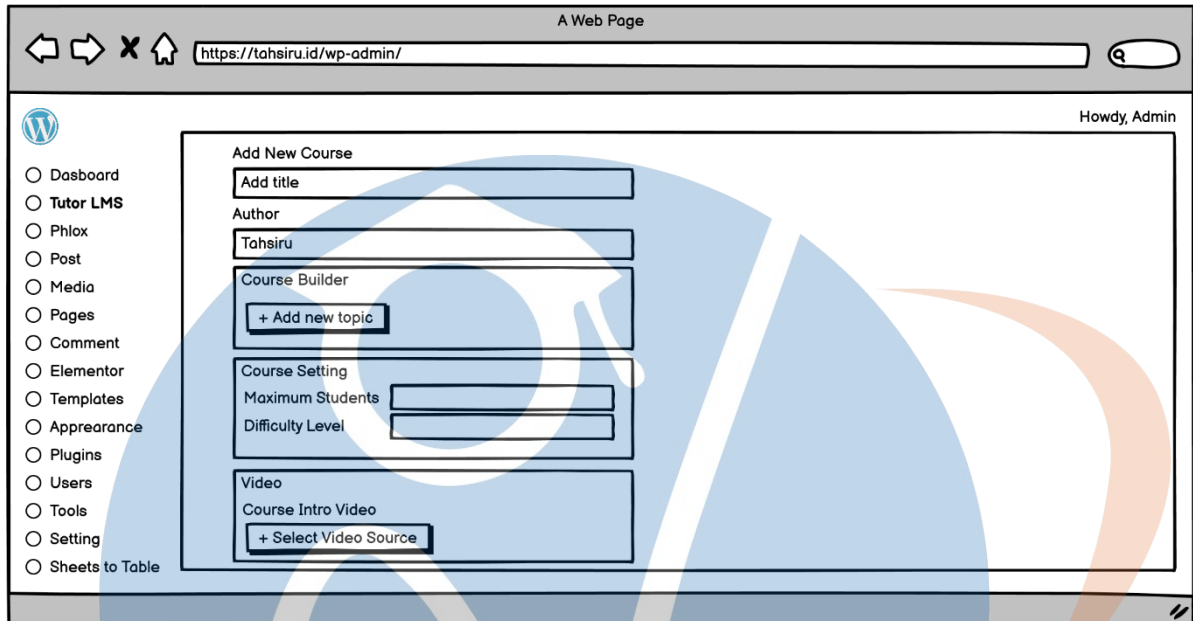 A Web Page
https://tahsiru.id/wp-admin/
Howdy, Admin
Dasboard
Tutor LMS
Phlox
Post
Media
Pages
Comment
Elementor
Templates
Apprearance
Plugins
Users
Tools
Setting
Sheets to Table
Add New Course
Add title
Author
Tahsiru
Course Builder
+ Add new topic
Course Setting
Maximum Students
Difficulty Level
Video
Course Intro Video
+ Select Video Source